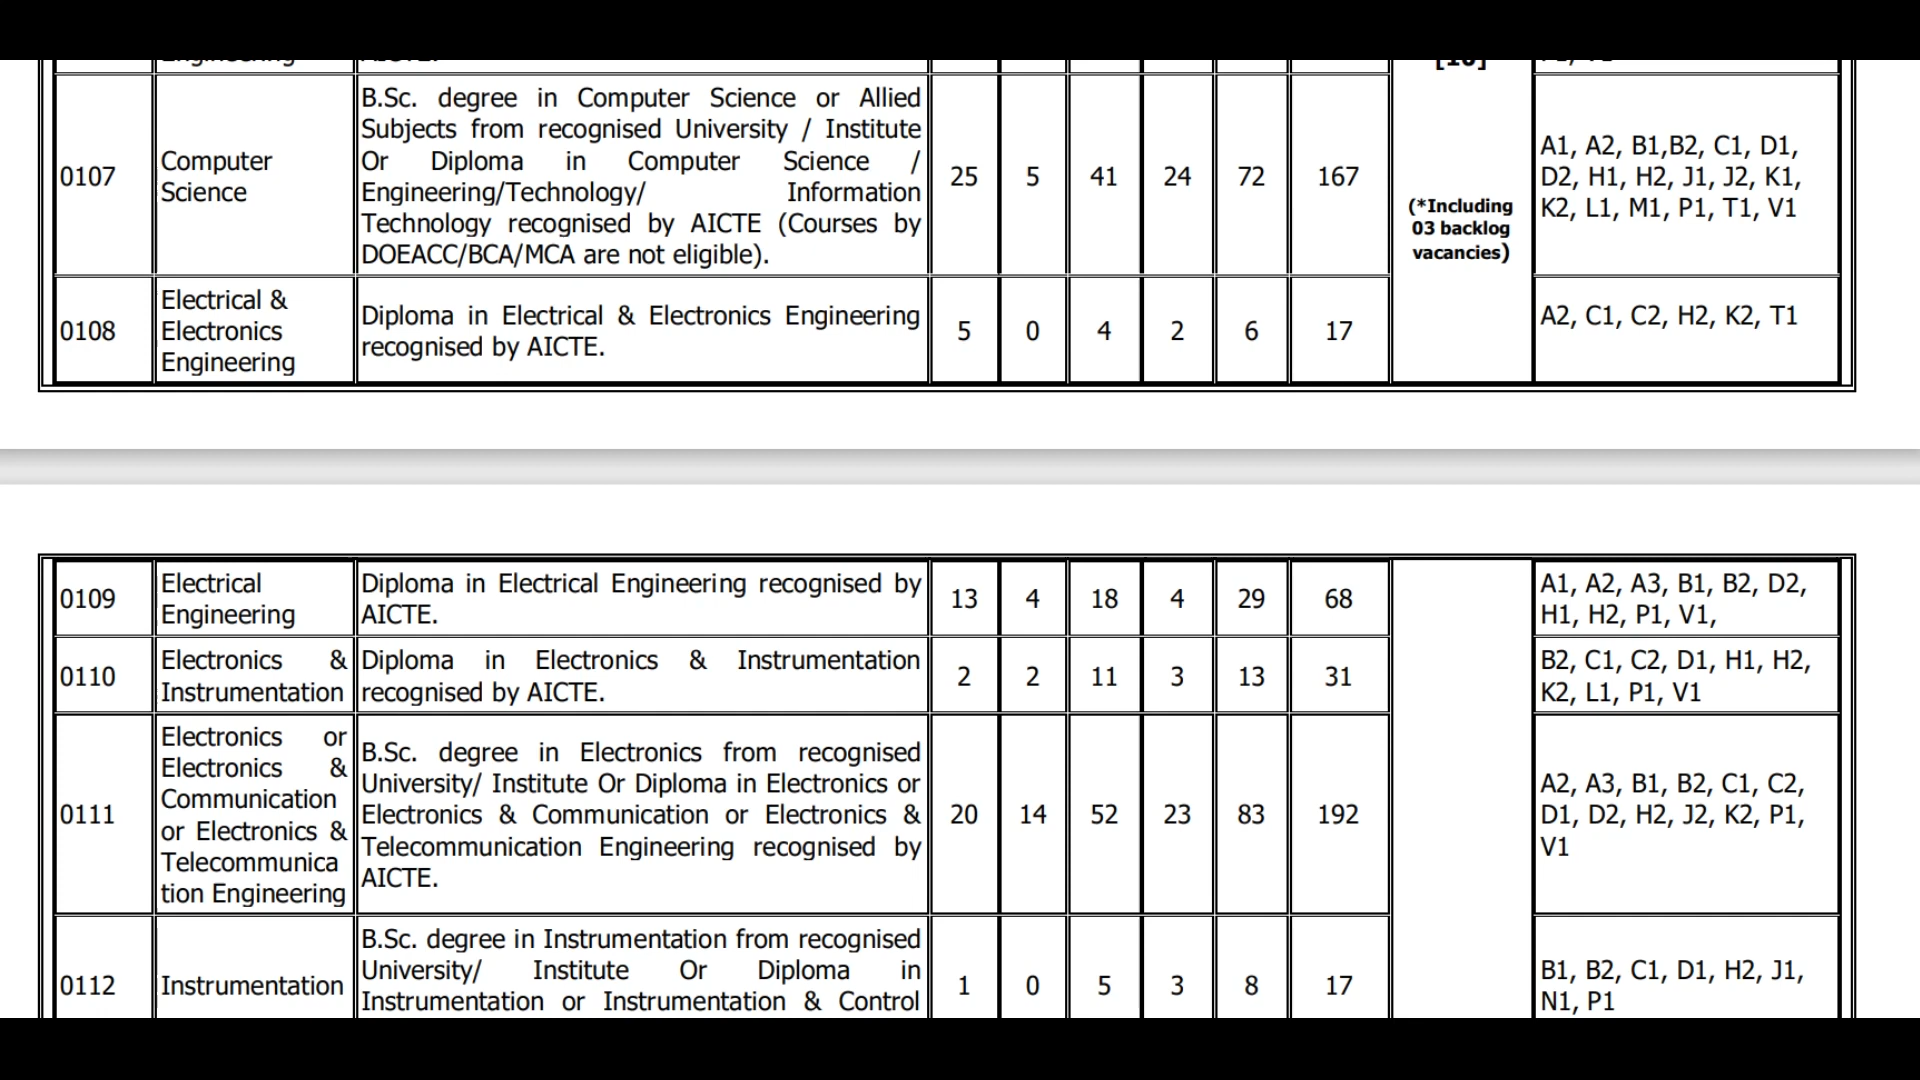 0107
Computer
Science
B.Sc. degree in Computer Science or Allied
Subjects from recognised University / Institute
Or Diploma in Computer Science /
Engineering/Technology/ Information
Technology recognised by AICTE (Courses by
DOEACC/BCA/MCA are not eligible).
25 5 41 24 72 167
(*Including
03 backlog
vacancies)
A1, A2, B1,B2, C1, D1,
D2, H1, H2, J1, J2, K1,
K2, L1, M1, P1, T1, V1
0108
Electrical &
Electronics
Engineering
Diploma in Electrical & Electronics Engineering
recognised by AICTE.
5 0 4 2 6 17
A2, C1, C2, H2, K2, T1
0109
Electrical
Engineering
Diploma in Electrical Engineering recognised by
AICTE.
13 4 18 4 29 68
A1, A2, A3, B1, B2, D2,
H1, H2, P1, V1,
0110
Electronics &
Instrumentation
Diploma in Electronics & Instrumentation
recognised by AICTE.
2 2 11 3 13 31
B2, C1, C2, D1, H1, H2,
K2, L1, P1, V1
0111
Electronics or
Electronics &
Communication
or Electronics &
Telecommunica
tion Engineering
B.Sc. degree in Electronics from recognised
University/ Institute Or Diploma in Electronics or
Electronics & Communication or Electronics &
Telecommunication Engineering recognised by
AICTE.
20 14 52 23 83 192
A2, A3, B1, B2, C1, C2,
D1, D2, H2, J2, K2, P1,
V1
0112
Instrumentation
B.Sc. degree in Instrumentation from recognised
University/ Institute Or Diploma in
Instrumentation or Instrumentation & Control
1 0 5 3 8 17
B1, B2, C1, D1, H2, J1,
N1, P1